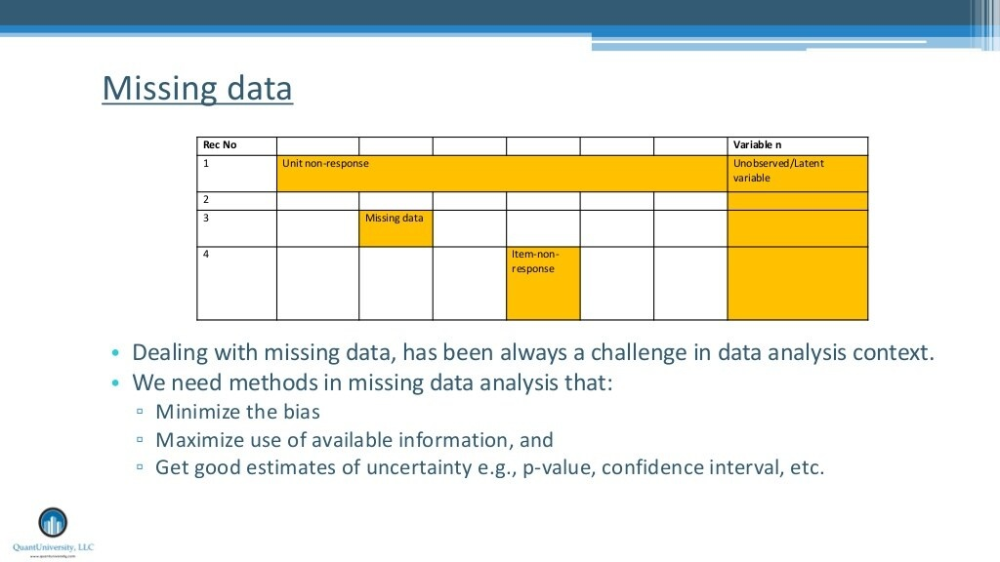 Missing data
Rec No Variable n
1 Unit non-response Unobserved/Latent
variable
2
3 Missing data
4 Item-non-
response
• Dealing with missing data, has been always a challenge in data analysis context.
• We need methods in missing data analysis that:
▫ Minimize the bias
▫ Maximize use of available information, and
▫ Get good estimates of uncertainty e.g., p-value, confidence interval, etc.
QuantUniversity, LLC
www.quantuniversity.com